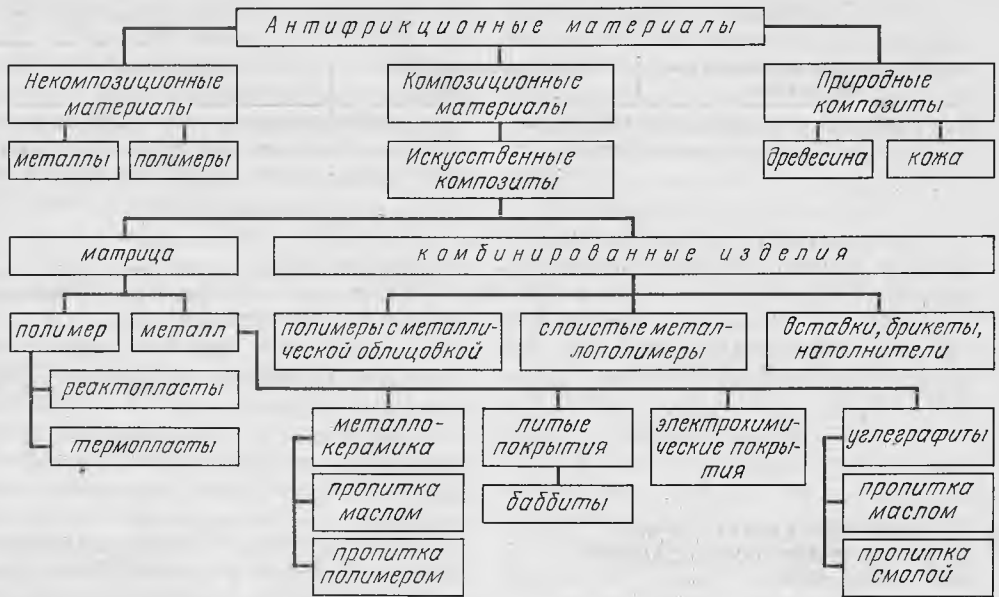 Антифрикционные материалы
Некомпозиционные
материалы
Композиционные
материалы
Природные
композиты
металлы
полимеры
Искусственные
композиты
древесина
кожа
матрица
комбинированные изделия
полимер
металл
полимеры с металли-
ческой облицовкой
слоистые метал-
лополимеры
вставки, брикеты,
наполнители
реактопласты
термопласты
металло-
керамика
литые
покрытия
электрохими-
ческие покры-
тия
углеграфиты
пропитка
маслом
баббиты
пропитка
маслом
пропитка
полимером
пропитка
смолой